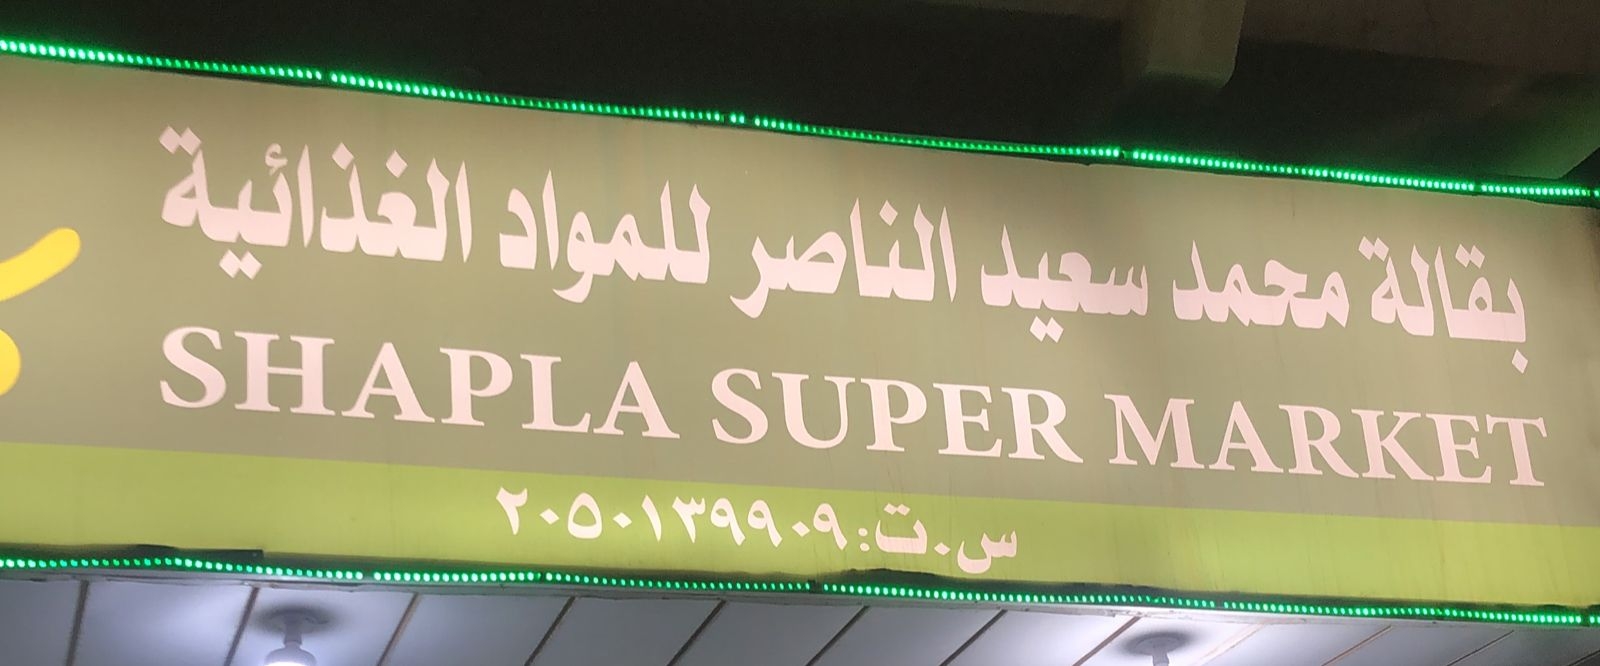 بقالة محمد سعيد الناصر للمواد الغذائية
SHAPLA SUPER MARKET
س.ت: ٢٠٥٠١٣٩٩٠٩